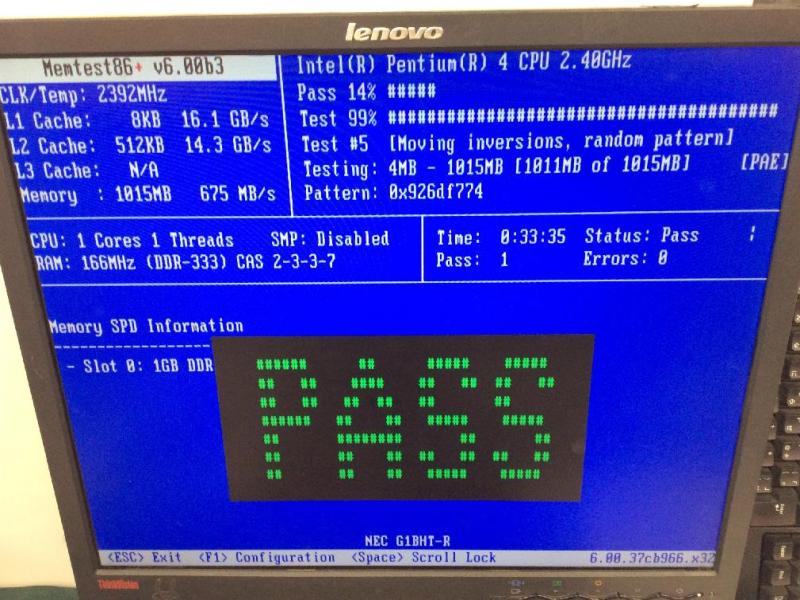 lenovo
Memtest86+ v6.00b3
Intel(R) Pentium(R) 4 CPU 2.40GHz
CLK/Temp: 2392MHz
Pass 14% #####
L1 Cache: 8KB 16.1 GB/s
Test 99% #######################################
L2 Cache: 512KB 14.3 GB/s
Test #5 [Moving inversions, random pattern]
L3 Cache: N/A
Testing: 4MB - 1015MB [1011MB of 1015MB] [PAE]
Memory : 1015MB 675 MB/s
Pattern: 0x926df774
CPU: 1 Cores 1 Threads SMP: Disabled
Time: 0:33:35 Status: Pass
RAM: 166MHz (DDR-333) CAS 2-3-3-7
Pass: 1 Errors: 0
Memory SPD Information
- Slot 0: 1GB DDR
PASS
NEC G1BHT-R
<ESC> Exit <F1> Configuration <Space> Scroll Lock 6.00.37cb966.x32
ThinkVision